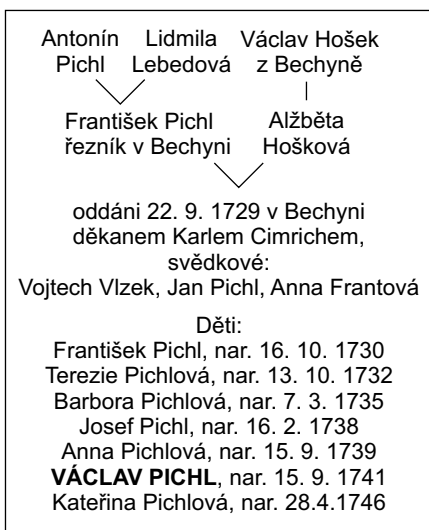 Antonín Lidmila Václav Hošek
Pichl Lebedová z Bechyně
František Pichl Alžběta
řezník v Bechyni Hošková
oddáni 22. 9. 1729 v Bechyni
děkanem Karlem Cimrichem,
svědkové:
Vojtech Vlzek, Jan Pichl, Anna Frantová
Děti:
František Pichl, nar. 16. 10. 1730
Terezie Pichlová, nar. 13. 10. 1732
Barbora Pichlová, nar. 7. 3. 1735
Josef Pichl, nar. 16. 2. 1738
Anna Pichlová, nar. 15. 9. 1739
VÁCLAV PICHL, nar. 15. 9. 1741
Kateřina Pichlová, nar. 28.4.1746